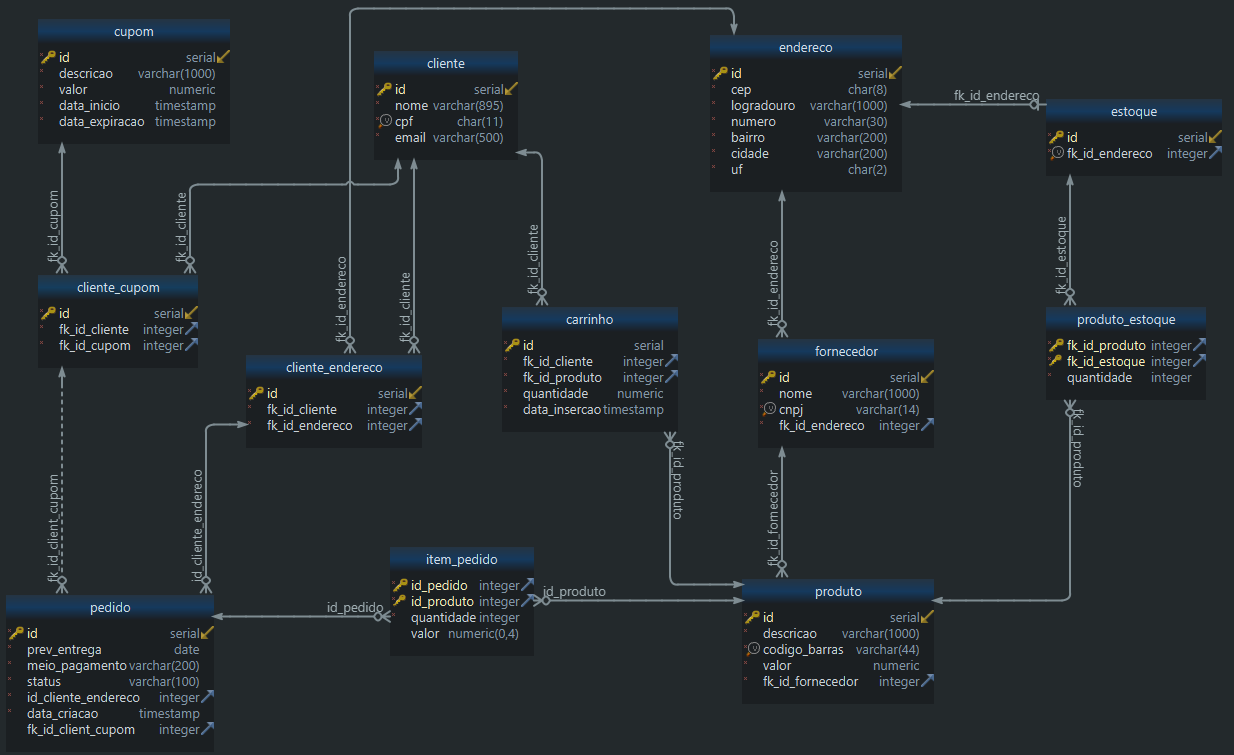 cupom
id serial
descricao varchar(1000)
valor numeric
data_inicio timestamp
data_expiracao timestamp
cliente
id serial
nome varchar(895)
cpf char(11)
email varchar(500)
endereco
id serial
cep char(8)
logradouro varchar(1000)
numero varchar(30)
bairro varchar(200)
cidade varchar(200)
uf char(2)
fk_id_endereco
estoque
id serial
fk_id_endereco integer
fk_id_cupom
fk_id_cliente
fk_id_endereco
fk_id_cliente
fk_id_cliente
fk_id_endereco
fk_id_estoque
cliente_cupom
id serial
fk_id_cliente integer
fk_id_cupom integer
cliente_endereco
id serial
fk_id_cliente integer
fk_id_endereco integer
carrinho
id serial
fk_id_cliente integer
fk_id_produto integer
quantidade numeric
data_insercao timestamp
fornecedor
id serial
nome varchar(1000)
cnpj varchar(14)
fk_id_endereco integer
produto_estoque
fk_id_produto integer
fk_id_estoque integer
quantidade integer
fk_id_client_cupom
id_cliente_endereco
fk_id_produto
fk_id_fornecedor
fk_id_produto
item_pedido
id_pedido integer
id_produto integer
quantidade integer
valor numeric(0,4)
id_pedido
id_produto
pedido
id serial
prev_entrega date
meio_pagamento varchar(200)
status varchar(100)
id_cliente_endereco integer
data_criacao timestamp
fk_id_client_cupom integer
produto
id serial
descricao varchar(1000)
codigo_barras varchar(44)
valor numeric
fk_id_fornecedor integer